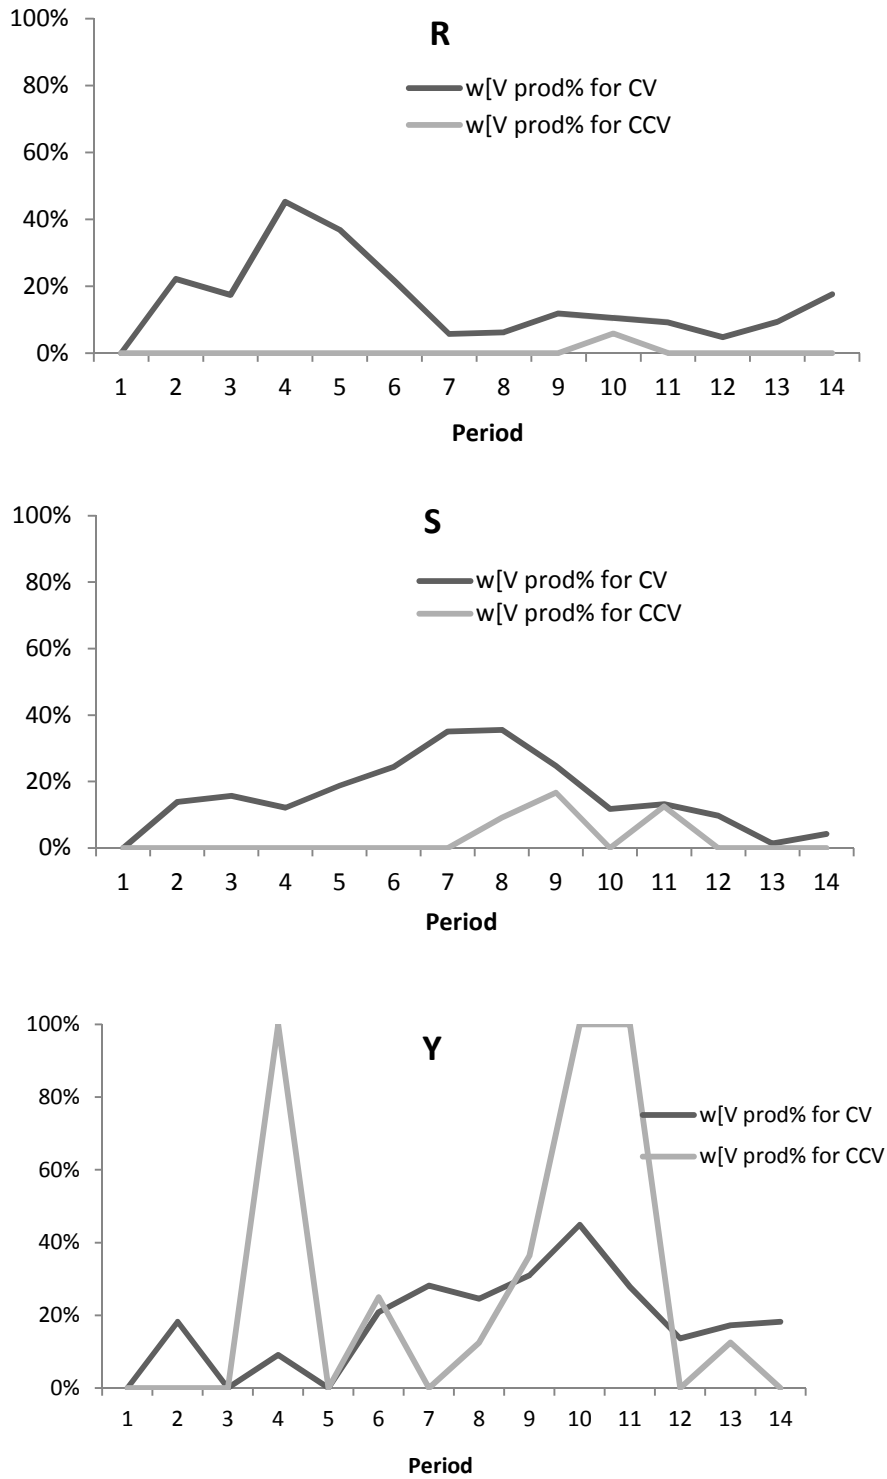 R
w[V prod% for CV
w[V prod% for CCV
100%
80%
60%
40%
20%
0%
1 2 3 4 5 6 7 8 9 10 11 12 13 14
Period
S
w[V prod% for CV
w[V prod% for CCV
100%
80%
60%
40%
20%
0%
1 2 3 4 5 6 7 8 9 10 11 12 13 14
Period
Y
w[V prod% for CV
w[V prod% for CCV
100%
80%
60%
40%
20%
0%
1 2 3 4 5 6 7 8 9 10 11 12 13 14
Period